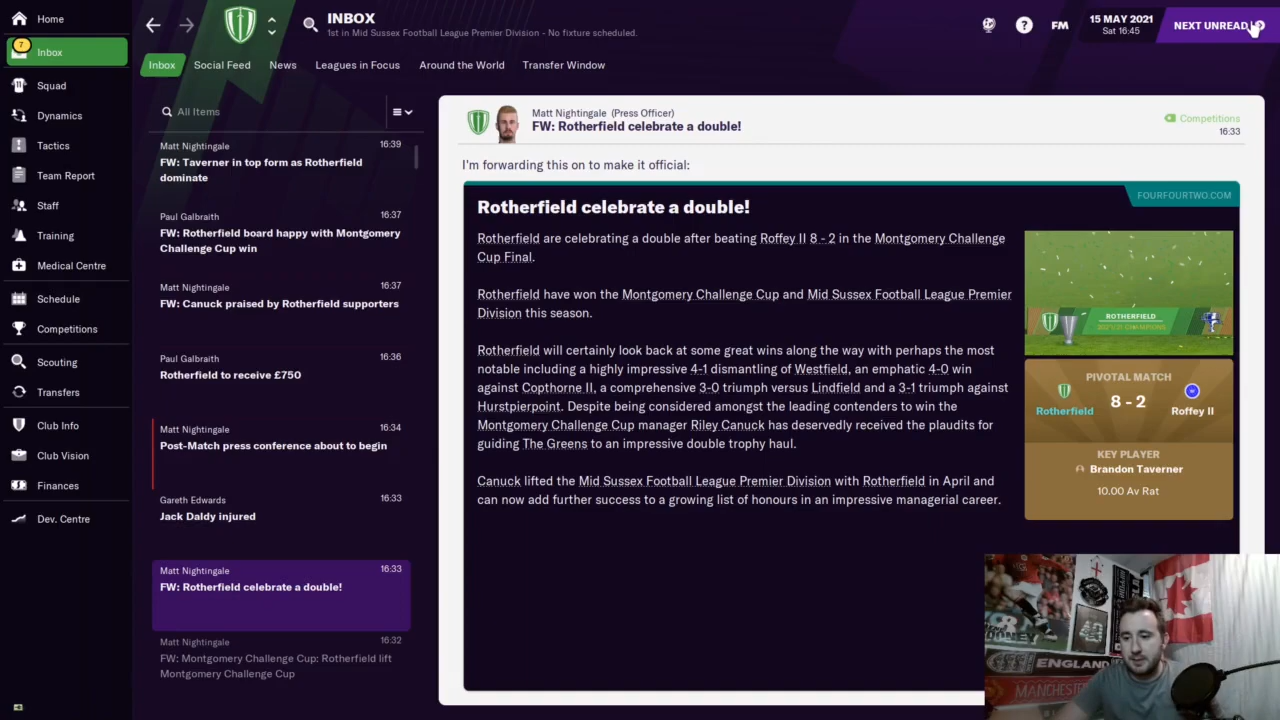 Home
7
Inbox
Squad
Dynamics
Tactics
Team Report
Staff
Training
Medical Centre
Schedule
Competitions
Scouting
Transfers
Club Info
Club Vision
Finances
Dev. Centre
INBOX
1st in Mid Sussex Football League Premier Division - No fixture scheduled.
?
FM
15 MAY 2021
Sat 16:45
NEXT UNREAD
Inbox
Social Feed
News
Leagues in Focus
Around the World
Transfer Window
All Items
Matt Nightingale 16:39
FW: Taverner in top form as Rotherfield
dominate
Paul Galbraith 16:37
FW: Rotherfield board happy with Montgomery
Challenge Cup win
Matt Nightingale 16:37
FW: Canuck praised by Rotherfield supporters
Paul Galbraith 16:36
Rotherfield to receive £750
Matt Nightingale 16:34
Post-Match press conference about to begin
Gareth Edwards 16:33
Jack Daldy injured
Matt Nightingale 16:33
FW: Rotherfield celebrate a double!
Matt Nightingale 16:32
FW: Montgomery Challenge Cup: Rotherfield lift
Montgomery Challenge Cup
Matt Nightingale (Press Officer)
FW: Rotherfield celebrate a double!
Competitions
16:33
I'm forwarding this on to make it official:
FOURFOURTWO.COM
Rotherfield celebrate a double!
Rotherfield are celebrating a double after beating Roffey II 8 - 2 in the Montgomery Challenge
Cup Final.
Rotherfield have won the Montgomery Challenge Cup and Mid Sussex Football League Premier
Division this season.
Rotherfield will certainly look back at some great wins along the way with perhaps the most
notable including a highly impressive 4-1 dismantling of Westfield, an emphatic 4-0 win
against Copthorne II, a comprehensive 3-0 triumph versus Lindfield and a 3-1 triumph against
Hurstpierpoint. Despite being considered amongst the leading contenders to win the
Montgomery Challenge Cup manager Riley Canuck has deservedly received the plaudits for
guiding The Greens to an impressive double trophy haul.
Canuck lifted the Mid Sussex Football League Premier Division with Rotherfield in April and
can now add further success to a growing list of honours in an impressive managerial career.
ROTHERFIELD
PIVOTAL MATCH
8 - 2
Rotherfield
Roffey II
KEY PLAYER
Brandon Taverner
10.00 Av Rat
ENGLAND
MANCHESTER